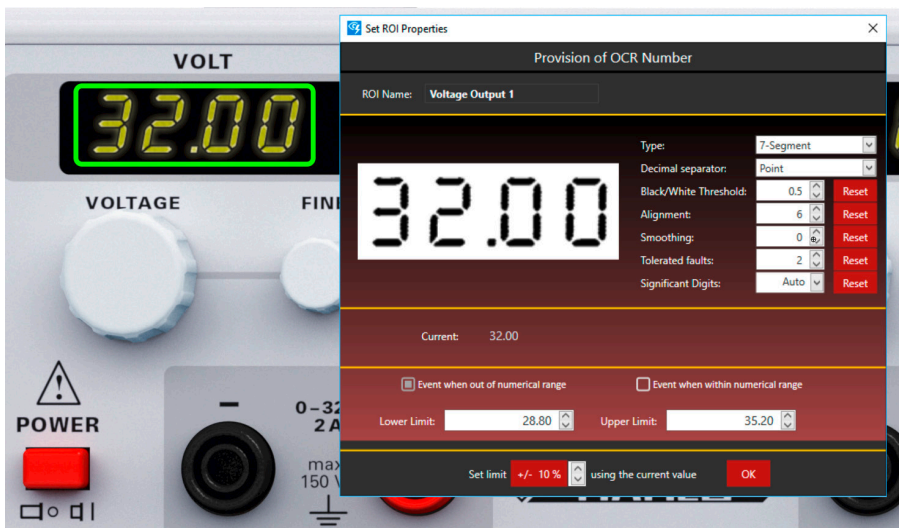 VOLT
32.00
VOLTAGE
FIN
POWER
0-32
2 A
max
150 V
Set ROI Properties
Provision of OCR Number
ROI Name: Voltage Output 1
32.00
Type: 7-Segment
Decimal separator: Point
Black/White Threshold: 0.5 Reset
Alignment: 6 Reset
Smoothing: 0 Reset
Tolerated faults: 2 Reset
Significant Digits: Auto Reset
Current: 32.00
Event when out of numerical range Event when within numerical range
Lower Limit: 28.80 Upper Limit: 35.20
Set limit +/- 10 % using the current value OK